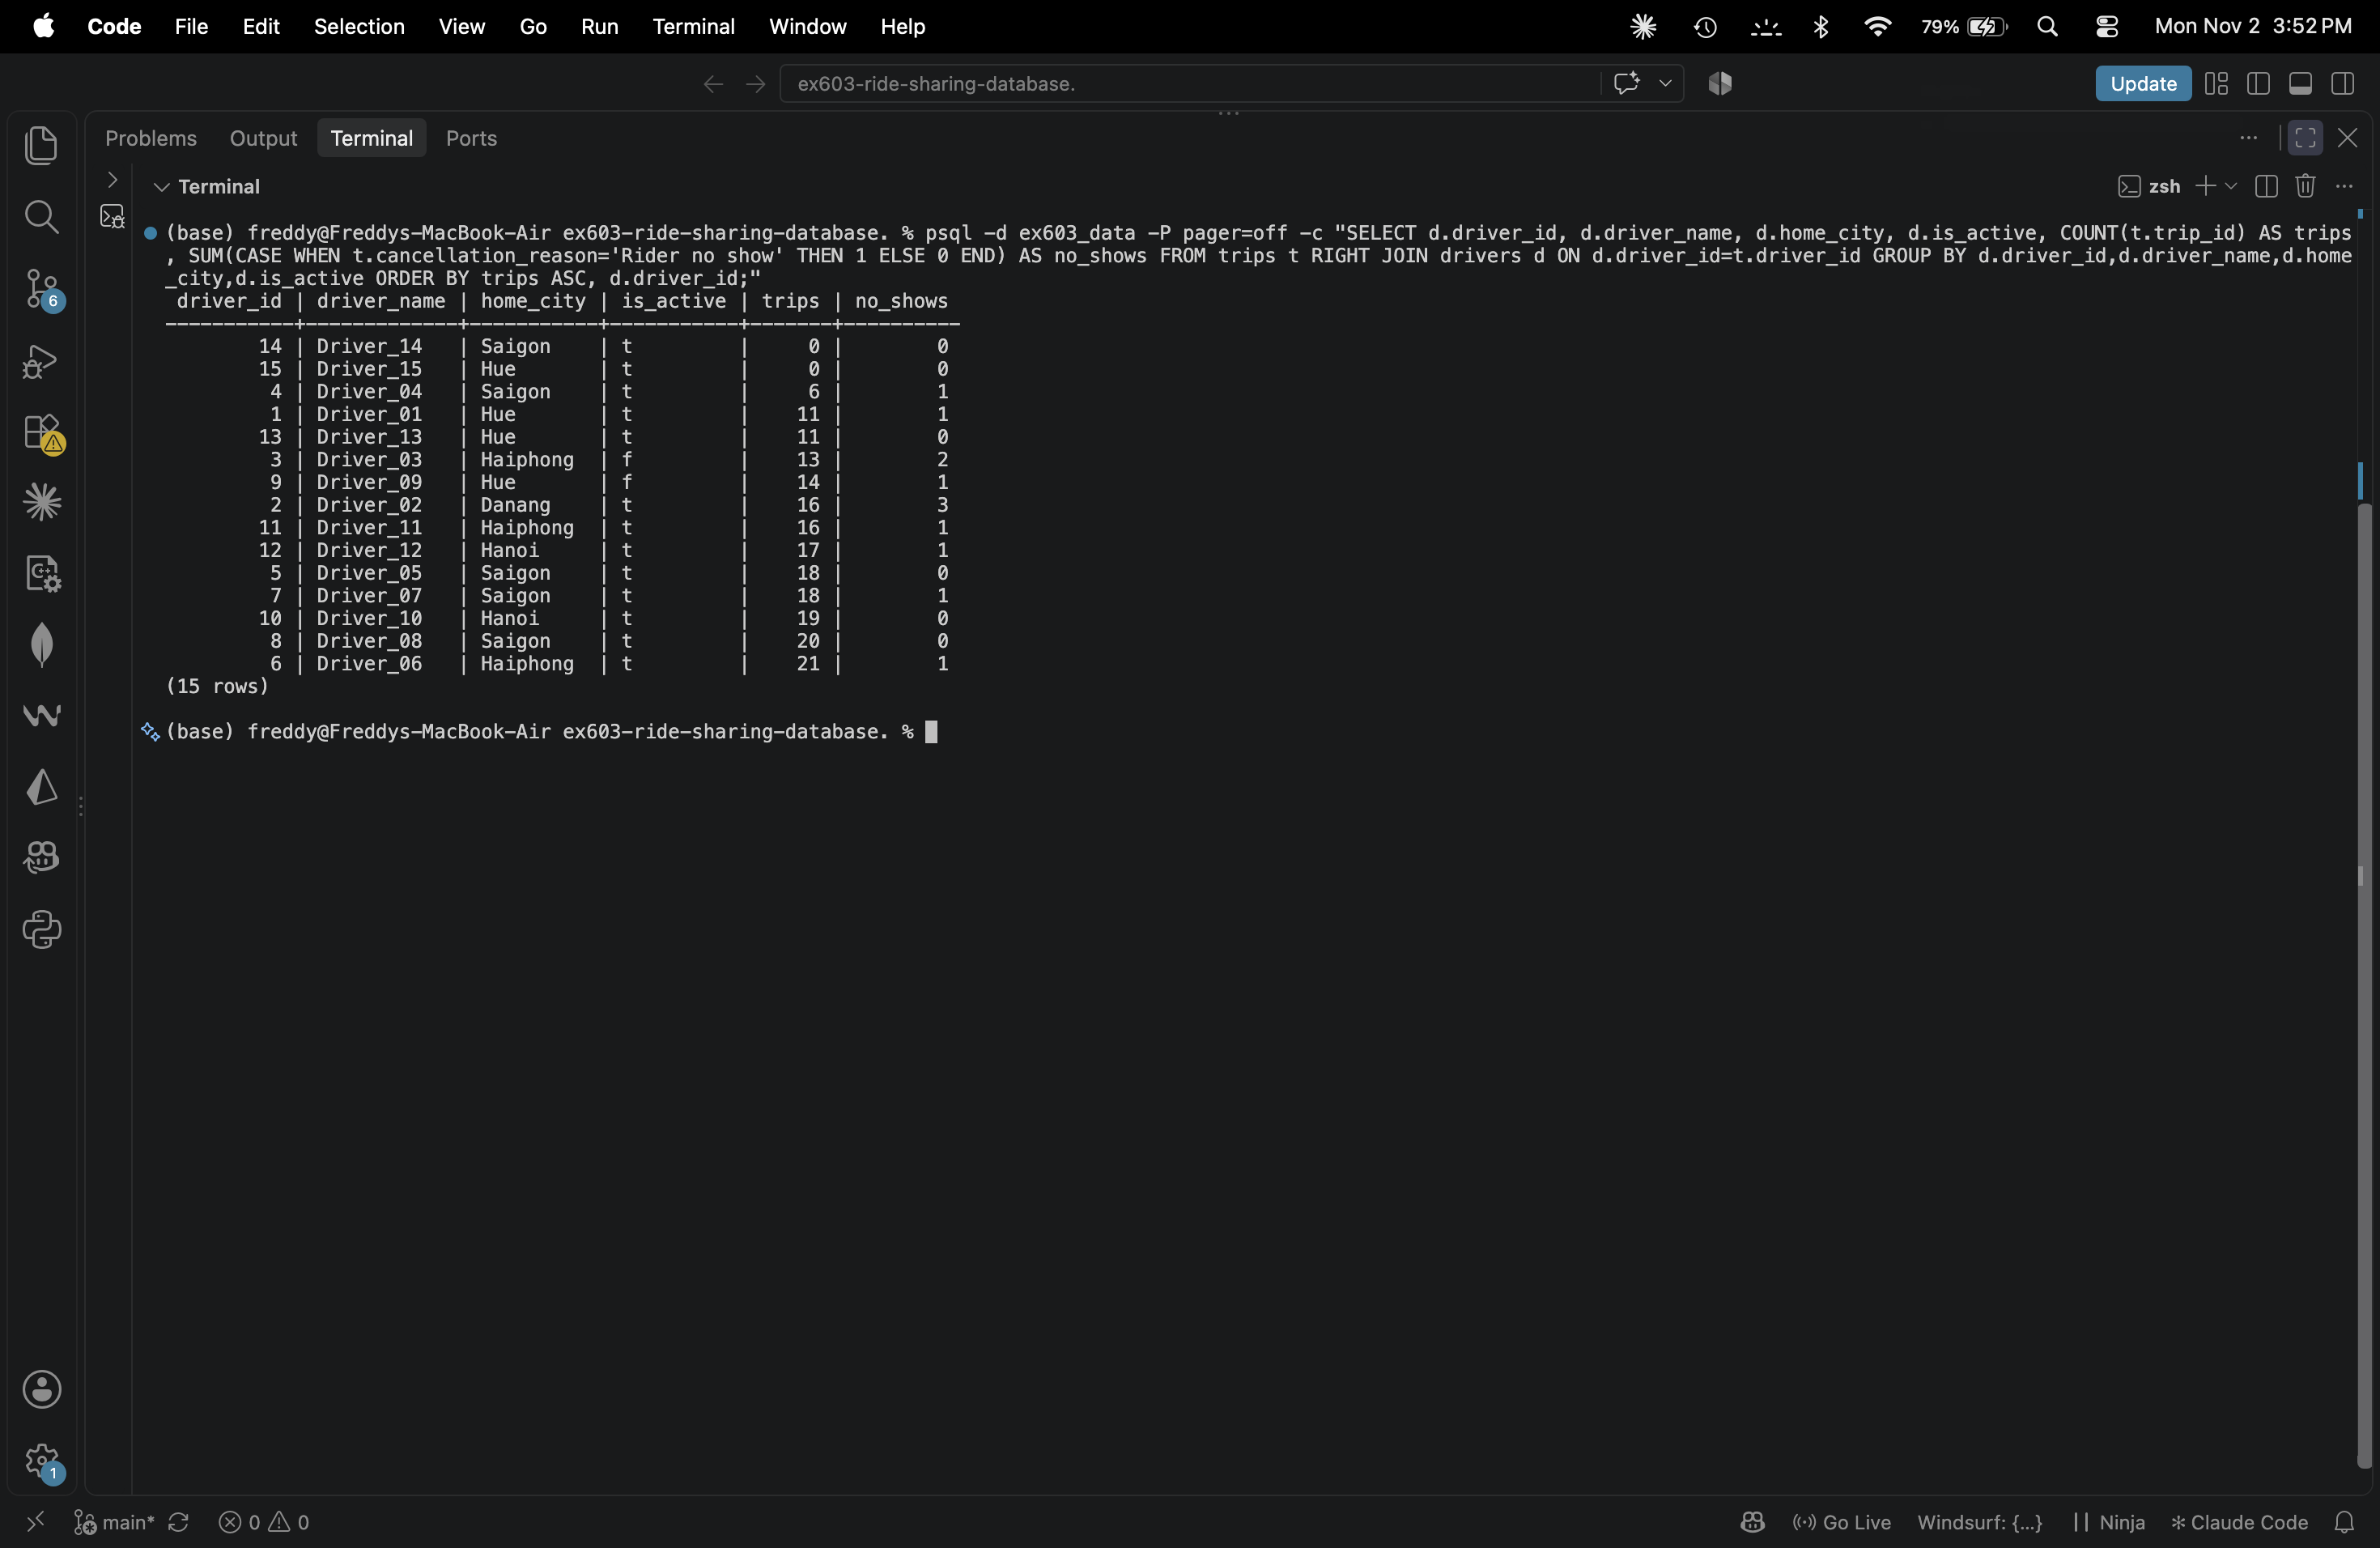 Code File Edit Selection View Go Run Terminal Window Help 79% Mon Nov 2 3:52 PM
ex603-ride-sharing-database. Update
Problems Output Terminal Ports
Terminal zsh
(base) freddy@Freddys-MacBook-Air ex603-ride-sharing-database. % psql -d ex603_data -P pager=off -c "SELECT d.driver_id, d.driver_name, d.home_city, d.is_active, COUNT(t.trip_id) AS trips
, SUM(CASE WHEN t.cancellation_reason='Rider no show' THEN 1 ELSE 0 END) AS no_shows FROM trips t RIGHT JOIN drivers d ON d.driver_id=t.driver_id GROUP BY d.driver_id,d.driver_name,d.home
_city,d.is_active ORDER BY trips ASC, d.driver_id;"
 driver_id | driver_name | home_city | is_active | trips | no_shows
-----------+-------------+-----------+-----------+-------+----------
        14 | Driver_14   | Saigon    | t         |     0 |        0
        15 | Driver_15   | Hue       | t         |     0 |        0
         4 | Driver_04   | Saigon    | t         |     6 |        1
         1 | Driver_01   | Hue       | t         |    11 |        1
        13 | Driver_13   | Hue       | t         |    11 |        0
         3 | Driver_03   | Haiphong  | f         |    13 |        2
         9 | Driver_09   | Hue       | f         |    14 |        1
         2 | Driver_02   | Danang    | t         |    16 |        3
        11 | Driver_11   | Haiphong  | t         |    16 |        1
        12 | Driver_12   | Hanoi     | t         |    17 |        1
         5 | Driver_05   | Saigon    | t         |    18 |        0
         7 | Driver_07   | Saigon    | t         |    18 |        1
        10 | Driver_10   | Hanoi     | t         |    19 |        0
         8 | Driver_08   | Saigon    | t         |    20 |        0
         6 | Driver_06   | Haiphong  | t         |    21 |        1
(15 rows)
(base) freddy@Freddys-MacBook-Air ex603-ride-sharing-database. %
6
C+
1
main* 0 0 Go Live Windsurf: {...} Ninja Claude Code